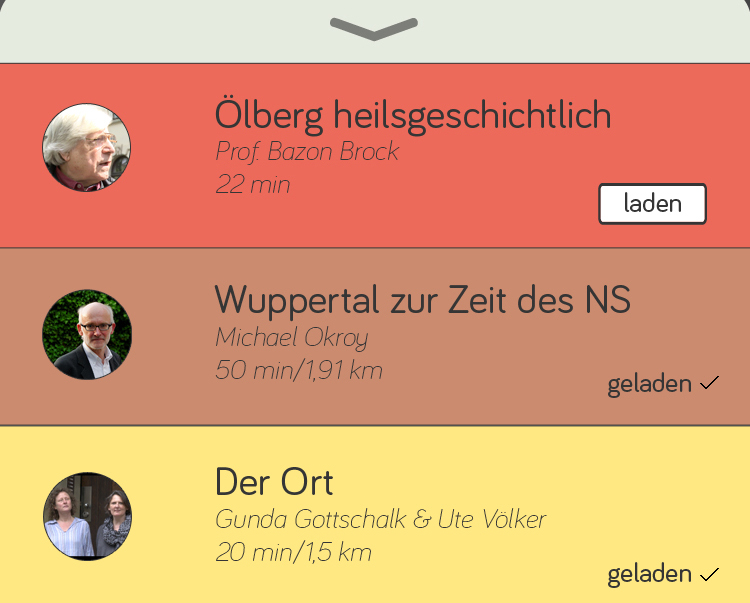 Ölberg heilsgeschichtlich
Prof. Bazon Brock
22 min
laden
Wuppertal zur Zeit des NS
Michael Okroy
50 min/1,91 km
geladen ✓
Der Ort
Gunda Gottschalk & Ute Völker
20 min/1,5 km
geladen ✓